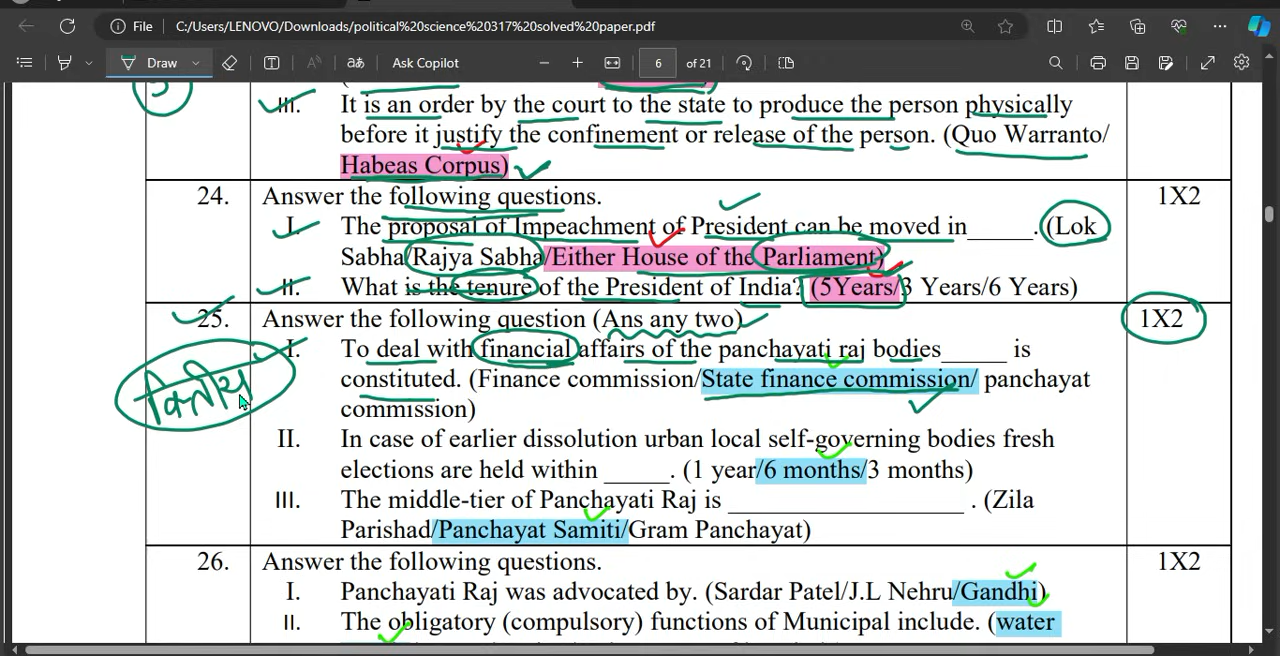 File C:/Users/LENOVO/Downloads/political%20science%20317%20solved%20paper.pdf
Draw aあ Ask Copilot 6 of 21
III. It is an order by the court to the state to produce the person physically
before it justify the confinement or release of the person. (Quo Warranto/
Habeas Corpus)
24. Answer the following questions. 1X2
I. The proposal of Impeachment of President can be moved in_____. (Lok
Sabha/Rajya Sabha/Either House of the Parliament)
II. What is the tenure of the President of India? (5Years/3 Years/6 Years)
25. Answer the following question (Ans any two) 1X2
I. To deal with financial affairs of the panchayati raj bodies_____ is
वित्तीय
constituted. (Finance commission/State finance commission/ panchayat
commission)
II. In case of earlier dissolution urban local self-governing bodies fresh
elections are held within _____. (1 year/6 months/3 months)
III. The middle-tier of Panchayati Raj is __________________ . (Zila
Parishad/Panchayat Samiti/Gram Panchayat)
26. Answer the following questions. 1X2
I. Panchayati Raj was advocated by. (Sardar Patel/J.L Nehru/Gandhi)
II. The obligatory (compulsory) functions of Municipal include. (water